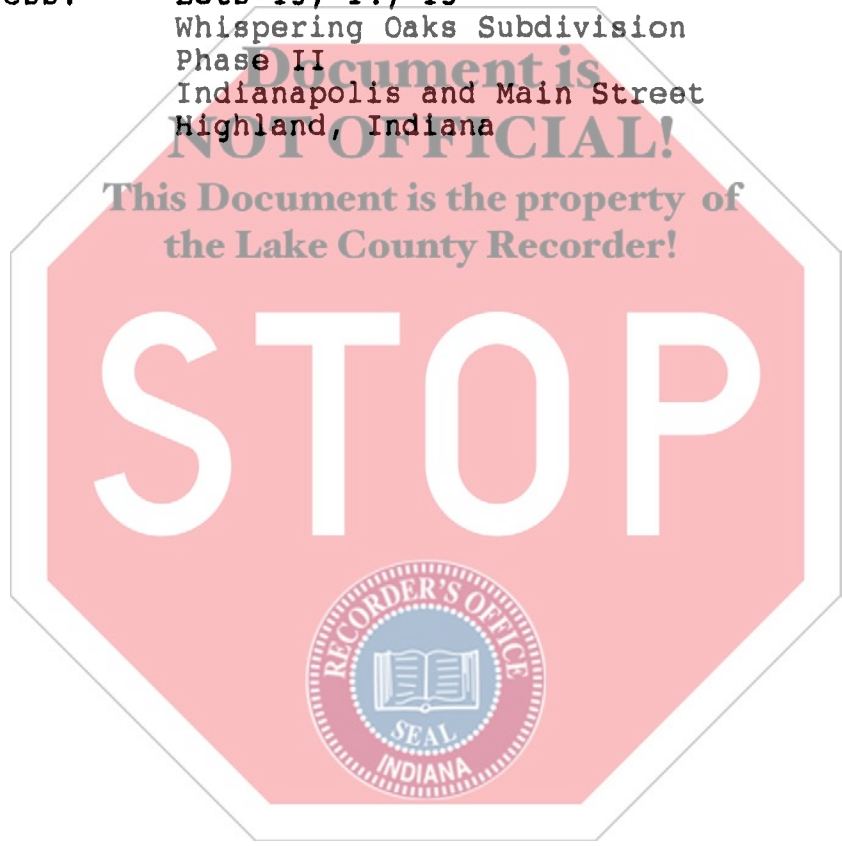 Whispering Oaks Subdivision
Phase II
Indianapolis and Main Street
Highland, Indiana
Document is
NOT OFFICIAL!
This Document is the property of
the Lake County Recorder!
STOP
RECORDER'S OFFICE
SEAL
INDIANA